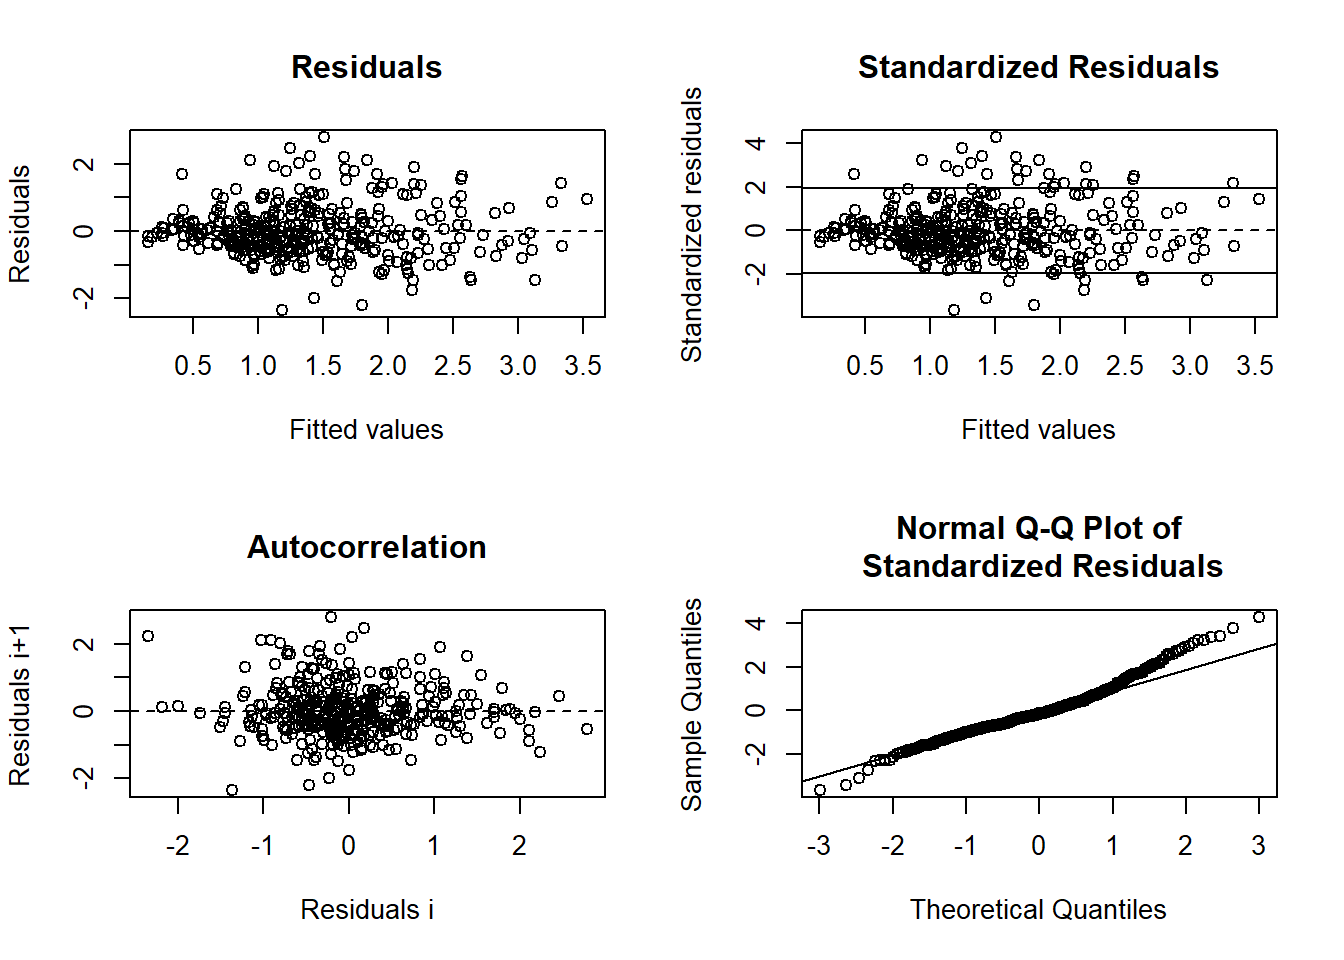 Residuals
Residuals
2
0
-2
0.5 1.0 1.5 2.0 2.5 3.0 3.5
Fitted values
Standardized Residuals
Standardized residuals
4
2
0
-2
0.5 1.0 1.5 2.0 2.5 3.0 3.5
Fitted values
Autocorrelation
Residuals i+1
2
0
-2
-2 -1 0 1 2
Residuals i
Normal Q-Q Plot of
Standardized Residuals
Sample Quantiles
4
2
0
-2
-3 -2 -1 0 1 2 3
Theoretical Quantiles